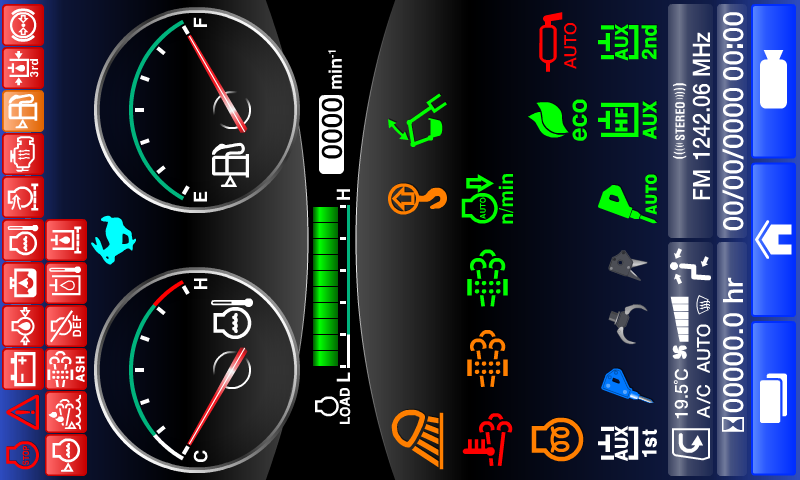 STOP
3rd
ASH DEF
C H E F
LOAD L H 0000 min⁻¹
AUTO
n/min
AUTO
eco
AUX AUTO HF AUX
1st AUX 2nd
19.5°C
((((STEREO))))
A/C AUTO
FM 1242.06 MHz
00000.0 hr 00/00/0000 00:00